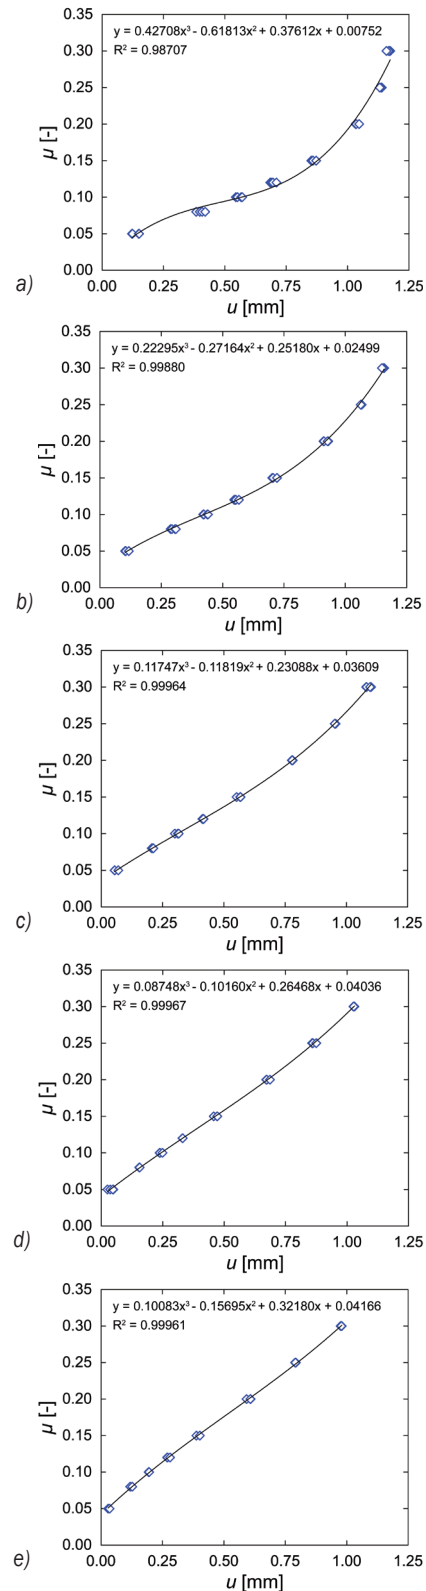 y = 0.42708x³ - 0.61813x² + 0.37612x + 0.00752
R² = 0.98707
0.30
0.25
0.20
0.15
0.10
0.05
0.00
μ [-]
0.00 0.25 0.50 0.75 1.00 1.25
u [mm]
a)
0.35
y = 0.22295x³ - 0.27164x² + 0.25180x + 0.02499
R² = 0.99880
0.30
0.25
0.20
0.15
0.10
0.05
0.00
μ [-]
0.00 0.25 0.50 0.75 1.00 1.25
u [mm]
b)
0.35
y = 0.11747x³ - 0.11819x² + 0.23088x + 0.03609
R² = 0.99964
0.30
0.25
0.20
0.15
0.10
0.05
0.00
μ [-]
0.00 0.25 0.50 0.75 1.00 1.25
u [mm]
c)
0.35
y = 0.08748x³ - 0.10160x² + 0.26468x + 0.04036
R² = 0.99967
0.30
0.25
0.20
0.15
0.10
0.05
0.00
μ [-]
0.00 0.25 0.50 0.75 1.00 1.25
u [mm]
d)
0.35
y = 0.10083x³ - 0.15695x² + 0.32180x + 0.04166
R² = 0.99961
0.30
0.25
0.20
0.15
0.10
0.05
0.00
μ [-]
0.00 0.25 0.50 0.75 1.00 1.25
u [mm]
e)